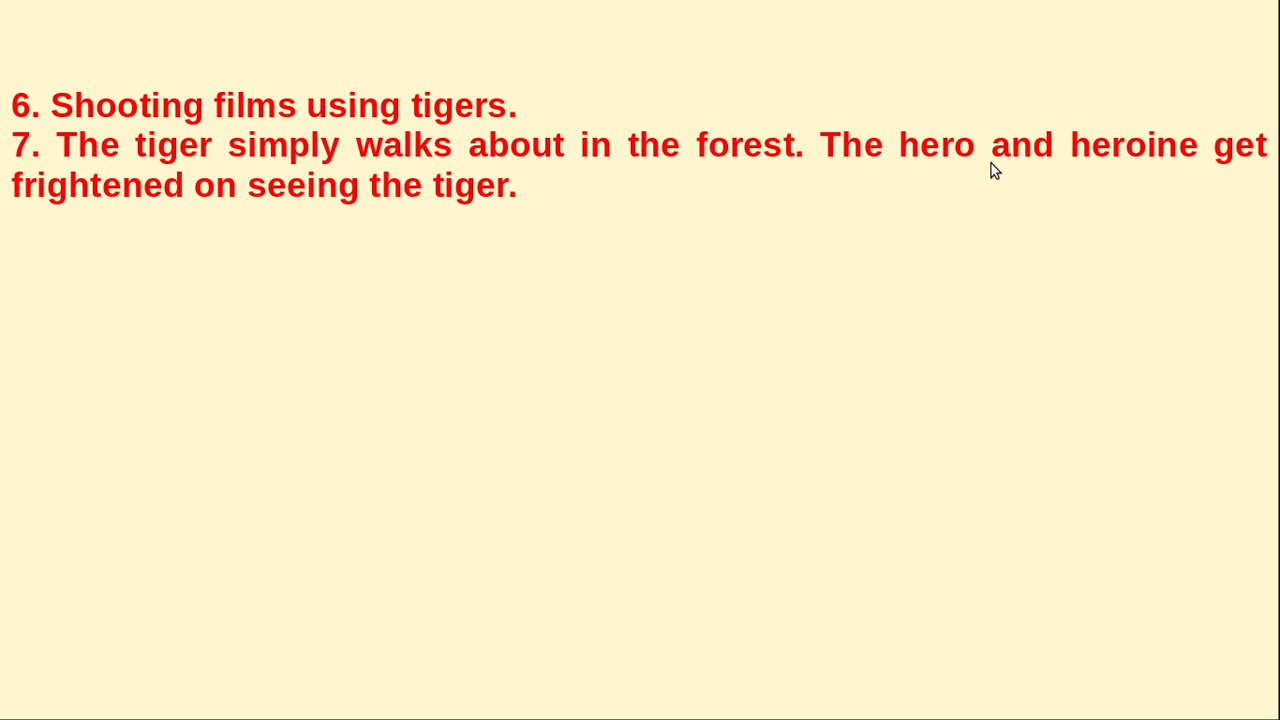 6. Shooting films using tigers.
7. The tiger simply walks about in the forest. The hero and heroine get
frightened on seeing the tiger.